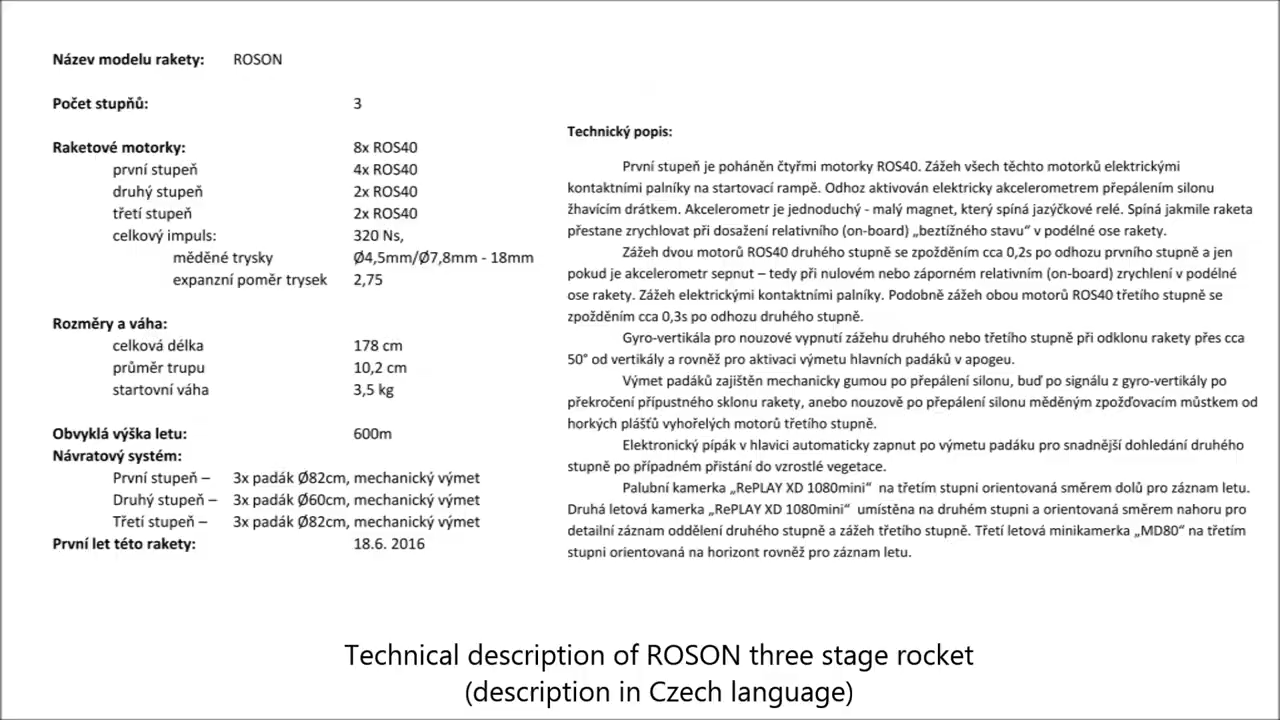 Název modelu rakety: ROSON
Počet stupňů: 3
Raketové motorky: 8x ROS40
první stupeň 4x ROS40
druhý stupeň 2x ROS40
třetí stupeň 2x ROS40
celkový impuls: 320 Ns,
měděné trysky Ø4,5mm/Ø7,8mm - 18mm
expanzní poměr trysek 2,75
Rozměry a váha:
celková délka 178 cm
průměr trupu 10,2 cm
startovní váha 3,5 kg
Obvyklá výška letu: 600m
Návratový systém:
První stupeň – 3x padák Ø82cm, mechanický výmet
Druhý stupeň – 3x padák Ø60cm, mechanický výmet
Třetí stupeň – 3x padák Ø82cm, mechanický výmet
První let této rakety: 18.6. 2016
Technický popis:
První stupeň je poháněn čtyřmi motorky ROS40. Zážeh všech těchto motorků elektrickými
kontaktními palníky na startovací rampě. Odhoz aktivován elektricky akcelerometrem přepálením silonu
žhavícím drátkem. Akcelerometr je jednoduchý - malý magnet, který spíná jazýčkové relé. Spíná jakmile raketa
přestane zrychlovat při dosažení relativního (on-board) „beztížného stavu“ v podélné ose rakety.
Zážeh dvou motorů ROS40 druhého stupně se zpožděním cca 0,2s po odhozu prvního stupně a jen
pokud je akcelerometr sepnut – tedy při nulovém nebo záporném relativním (on-board) zrychlení v podélné
ose rakety. Zážeh elektrickými kontaktními palníky. Podobně zážeh obou motorů ROS40 třetího stupně se
zpožděním cca 0,3s po odhozu druhého stupně.
Gyro-vertikála pro nouzové vypnutí zážehu druhého nebo třetího stupně při odklonu rakety přes cca
50° od vertikály a rovněž pro aktivaci výmetu hlavních padáků v apogeu.
Výmet padáků zajištěn mechanicky gumou po přepálení silonu, buď po signálu z gyro-vertikály po
překročení přípustného sklonu rakety, anebo nouzově po přepálení silonu měděným zpožďovacím můstkem od
horkých plášťů vyhořelých motorů třetího stupně.
Elektronický pípák v hlavici automaticky zapnut po výmetu padáku pro snadnější dohledání druhého
stupně po případném přistání do vzrostlé vegetace.
Palubní kamerka „RePLAY XD 1080mini“ na třetím stupni orientovaná směrem dolů pro záznam letu.
Druhá letová kamerka „RePLAY XD 1080mini“ umístěna na druhém stupni a orientovaná směrem nahoru pro
detailní záznam oddělení druhého stupně a zážeh třetího stupně. Třetí letová minikamerka „MD80“ na třetím
stupni orientovaná na horizont rovněž pro záznam letu.
Technical description of ROSON three stage rocket
(description in Czech language)